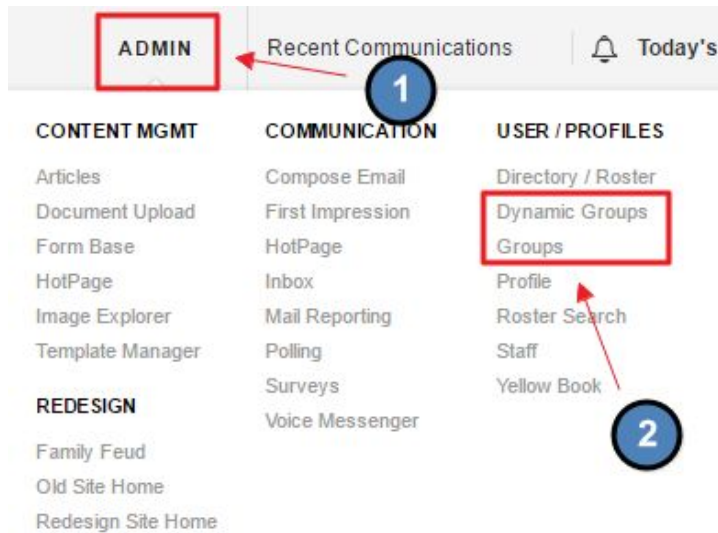 ADMIN
Recent Communications
Today's
1
CONTENT MGMT
Articles
Document Upload
Form Base
HotPage
Image Explorer
Template Manager
REDESIGN
Family Feud
Old Site Home
Redesign Site Home
COMMUNICATION
Compose Email
First Impression
HotPage
Inbox
Mail Reporting
Polling
Surveys
Voice Messenger
USER / PROFILES
Directory / Roster
Dynamic Groups
Groups
Profile
Roster Search
Staff
Yellow Book
2